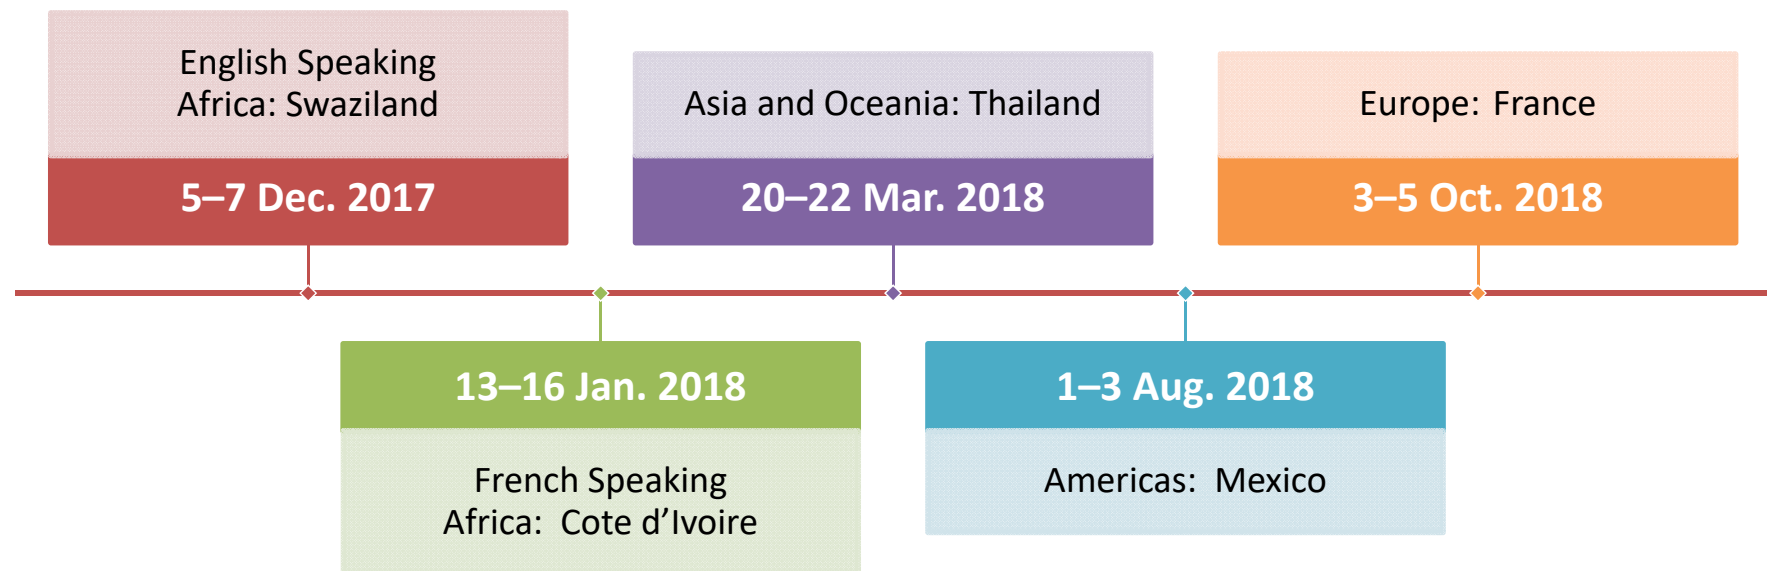 English Speaking
Africa: Swaziland
5–7 Dec. 2017
13–16 Jan. 2018
French Speaking
Africa:  Cote d’Ivoire
Asia and Oceania: Thailand
20–22 Mar. 2018
1–3 Aug. 2018
Americas:  Mexico
Europe:  France
3–5 Oct. 2018